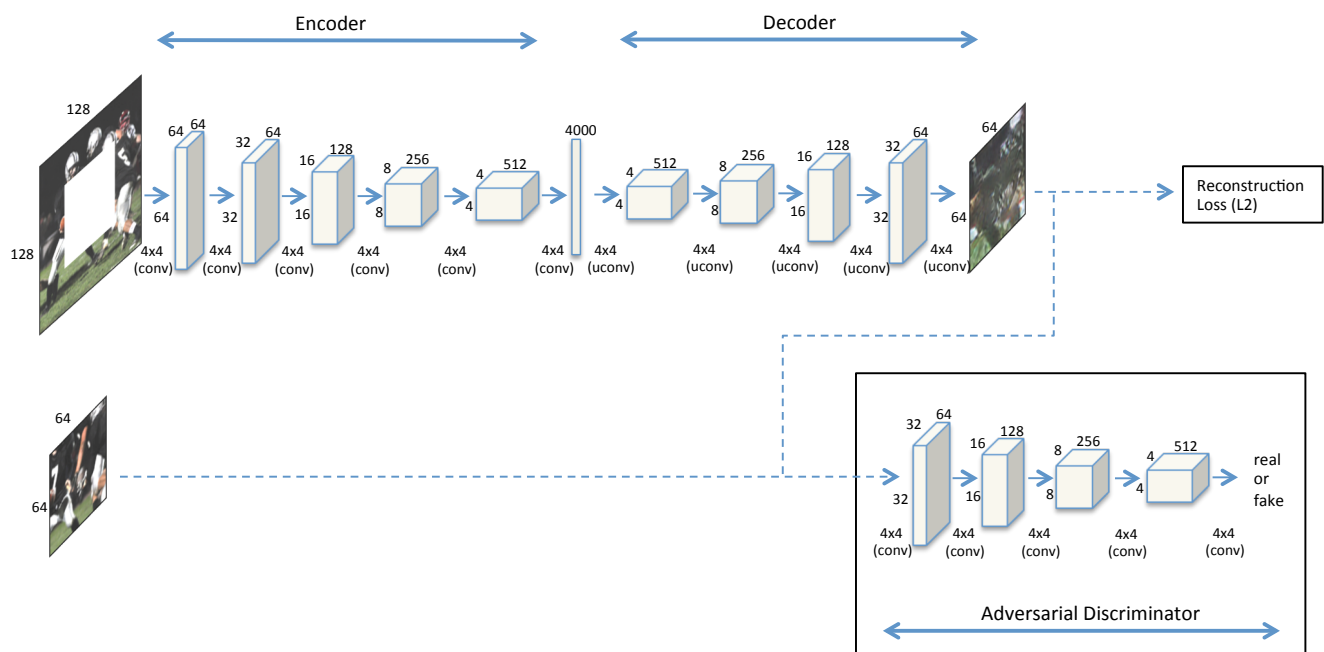 Encoder
Decoder
128
128
64 64
64
4x4
(conv)
32
64
32
4x4
(conv)
16
128
16
4x4
(conv)
8
256
8
4x4
(conv)
4
512
4
4x4
(conv)
4000
4x4
(conv)
4x4
(uconv)
4
512
4
4x4
(uconv)
8
256
8
4x4
(uconv)
16
128
16
4x4
(uconv)
32
64
32
4x4
(uconv)
64
64
Reconstruction
Loss (L2)
64
64
32
64
32
4x4
(conv)
16
128
16
4x4
(conv)
8
256
8
4x4
(conv)
4
512
4
4x4
(conv)
4x4
(conv)
real
or
fake
Adversarial Discriminator